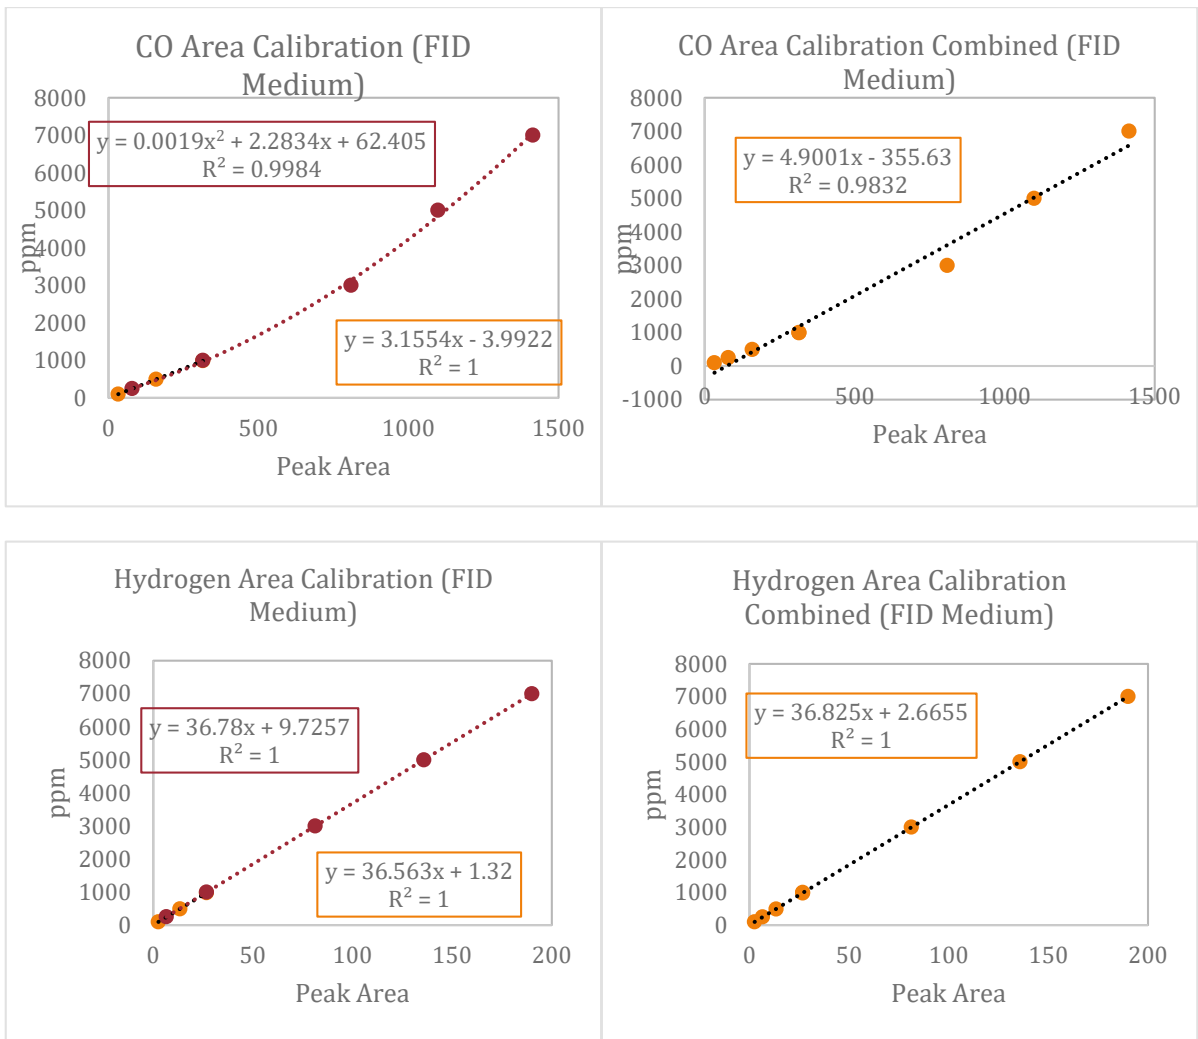 CO Area Calibration (FID
Medium)
8000
7000
6000
5000
4000
3000
2000
1000
0
ppm
y = 0.0019x² + 2.2834x + 62.405
R² = 0.9984
y = 3.1554x - 3.9922
R² = 1
0 500 1000 1500
Peak Area
CO Area Calibration Combined (FID
Medium)
8000
7000
6000
5000
4000
3000
2000
1000
0
-1000
ppm
y = 4.9001x - 355.63
R² = 0.9832
0 500 1000 1500
Peak Area
Hydrogen Area Calibration (FID
Medium)
8000
7000
6000
5000
4000
3000
2000
1000
0
ppm
y = 36.78x + 9.7257
R² = 1
y = 36.563x + 1.32
R² = 1
0 50 100 150 200
Peak Area
Hydrogen Area Calibration
Combined (FID Medium)
8000
7000
6000
5000
4000
3000
2000
1000
0
ppm
y = 36.825x + 2.6655
R² = 1
0 50 100 150 200
Peak Area